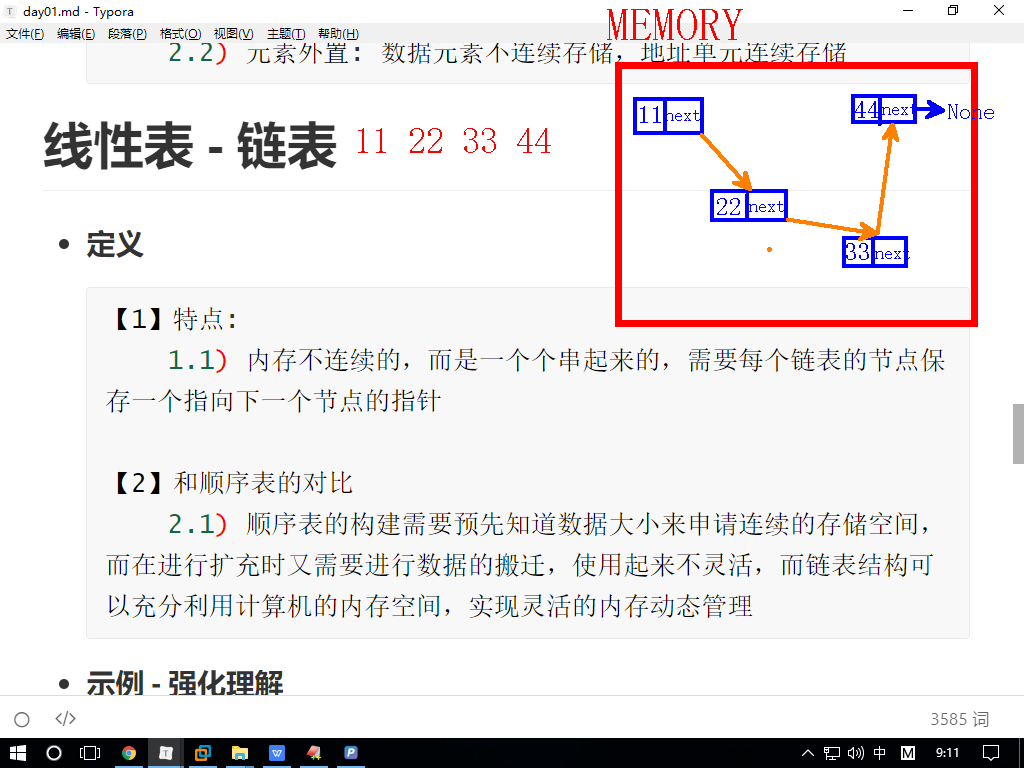 day01.md - Typora
文件(F) 编辑(E) 段落(P) 格式(O) 视图(V) 主题(T) 帮助(H)
MEMORY
2.2) 元素外置: 数据元素不连续存储，地址单元连续存储
线性表 - 链表 11 22 33 44
11 next
44 next None
22 next
33 next
定义
【1】特点:
1.1) 内存不连续的，而是一个个串起来的，需要每个链表的节点保
存一个指向下一个节点的指针
【2】和顺序表的对比
2.1) 顺序表的构建需要预先知道数据大小来申请连续的存储空间，
而在进行扩充时又需要进行数据的搬迁，使用起来不灵活，而链表结构可
以充分利用计算机的内存空间，实现灵活的内存动态管理
示例 - 强化理解
</> 3585 词
中 M 9:11